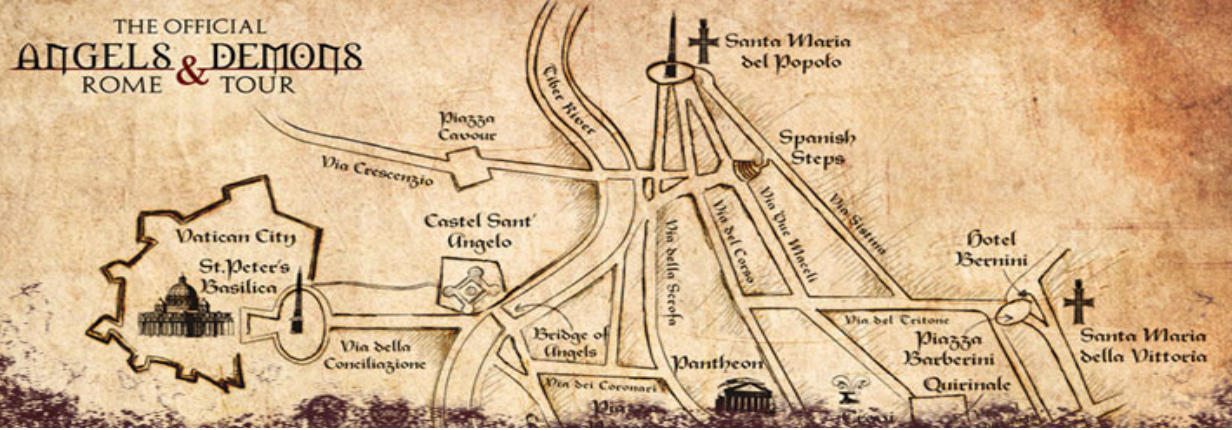 THE OFFICIAL
ANGELS & DEMONS
ROME TOUR
Tiber River
Santa Maria
del Popolo
Piazza
Cavour
Via Crescenzio
Spanish
Steps
Vatican City
St.Peter's
Basilica
Castel Sant'
Angelo
Via della Scrofa
Via del Corso
Via Due Maceli
Via Sistina
Hotel
Bernini
Via della
Conciliazione
Bridge of
Angels
Via del Tritone
Piazza
Barberini
Santa Maria
della Vittoria
Pantheon
Quirinale
Via dei Coronari